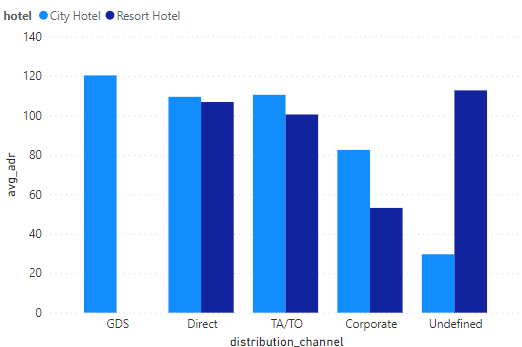 hotel City Hotel Resort Hotel
140
120
100
80
60
40
20
0
avg_adr
GDS Direct TA/TO Corporate Undefined
distribution_channel